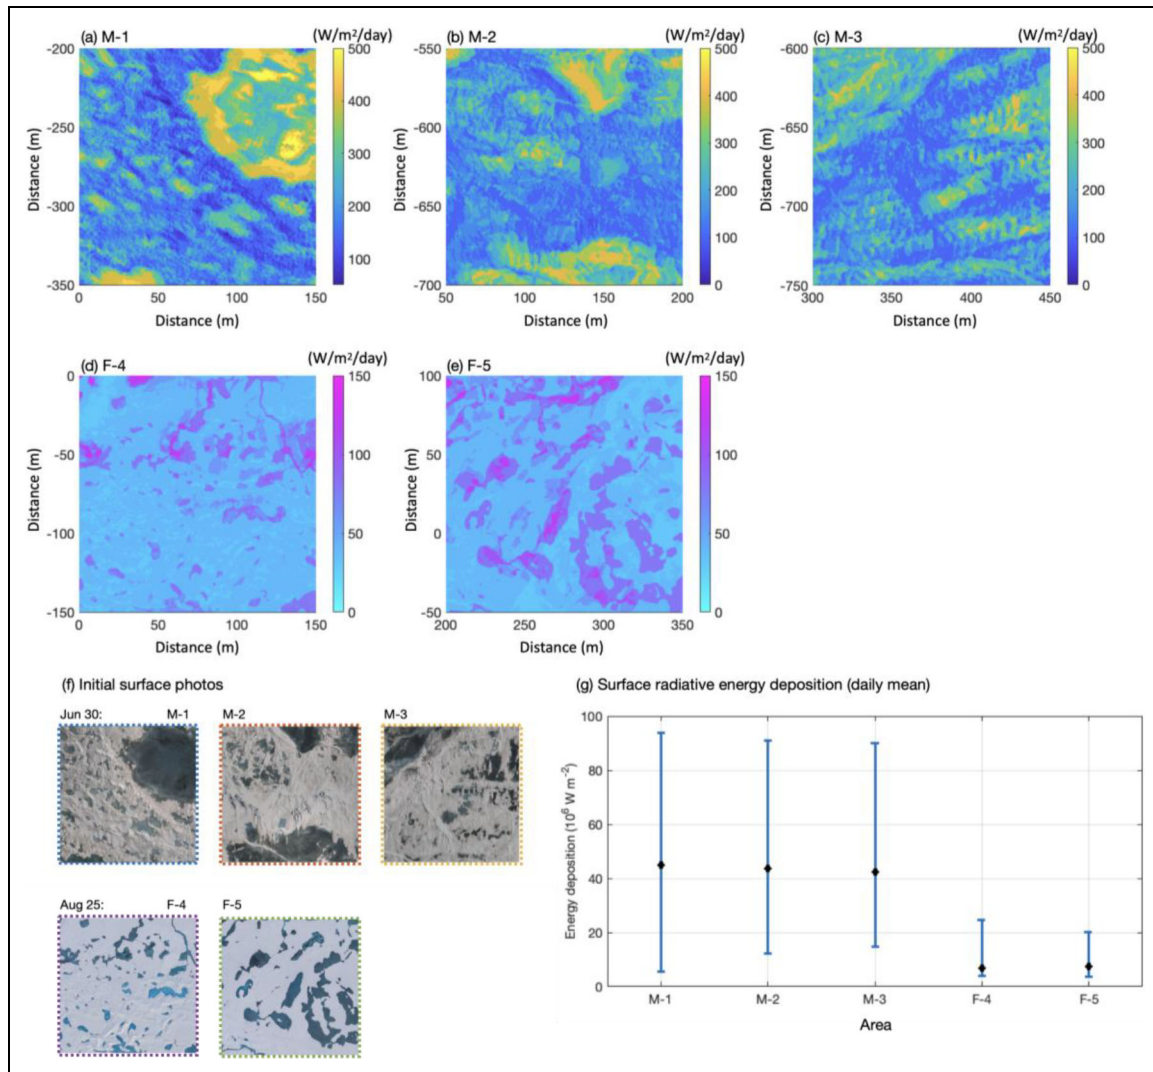 (a) M-1 (W/m²/day)
(b) M-2 (W/m²/day)
(c) M-3 (W/m²/day)
-200
-250
-300
-350
0 50 100 150
500
400
300
200
100
Distance (m)
Distance (m)
-550
-600
-650
-700
50 100 150 200
500
400
300
200
100
0
Distance (m)
Distance (m)
-600
-650
-700
-750
300 350 400 450
500
400
300
200
100
0
Distance (m)
Distance (m)
(d) F-4 (W/m²/day)
(e) F-5 (W/m²/day)
0
-50
-100
-150
0 50 100 150
150
100
50
0
Distance (m)
Distance (m)
100
50
0
-50
200 250 300 350
150
100
50
0
Distance (m)
Distance (m)
(f) Initial surface photos
Jun 30: M-1 M-2 M-3
Aug 25: F-4 F-5
(g) Surface radiative energy deposition (daily mean)
100
80
60
40
20
0
Energy deposition (10⁶ W m⁻²)
M-1 M-2 M-3 F-4 F-5
Area